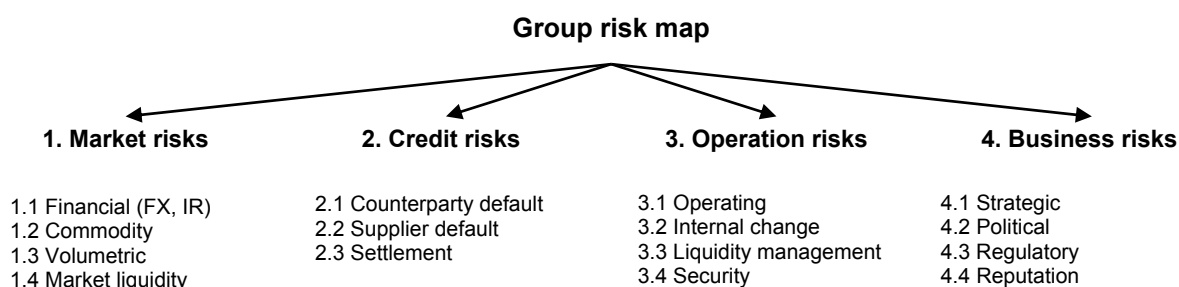 Group risk map
1. Market risks
2. Credit risks
3. Operation risks
4. Business risks
1.1 Financial (FX, IR)
1.2 Commodity
1.3 Volumetric
1.4 Market liquidity
2.1 Counterparty default
2.2 Supplier default
2.3 Settlement
3.1 Operating
3.2 Internal change
3.3 Liquidity management
3.4 Security
4.1 Strategic
4.2 Political
4.3 Regulatory
4.4 Reputation